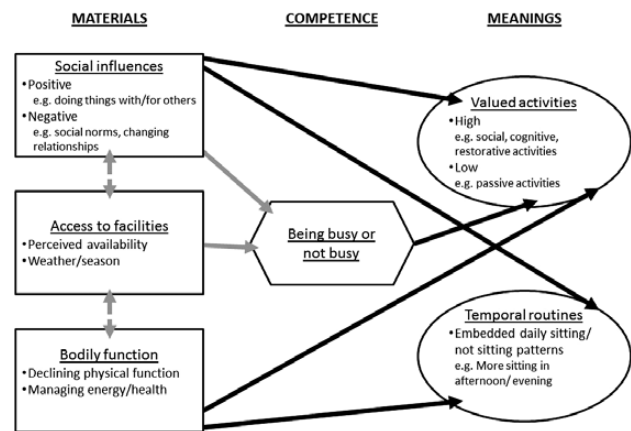 MATERIALS
COMPETENCE
MEANINGS
Social influences
•Positive
e.g. doing things with/for others
•Negative
e.g. social norms, changing
relationships
Access to facilities
•Perceived availability
•Weather/season
Bodily function
•Declining physical function
•Managing energy/health
Being busy or
not busy
Valued activities
•High
e.g. social, cognitive,
restorative activities
•Low
e.g. passive activities
Temporal routines
•Embedded daily sitting/
not sitting patterns
e.g. More sitting in
afternoon/ evening